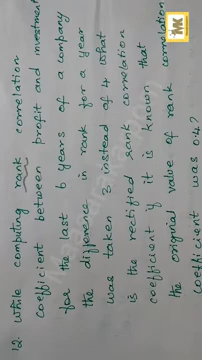 12. While computing rank correlation
coefficient between profit and investment
for the last 6 years of a company
the difference in rank for a year
was taken 3 instead of 4. What
is the rectified rank correlation
coefficient if it is known that
the original value of rank correlation
coefficient was 0.4?